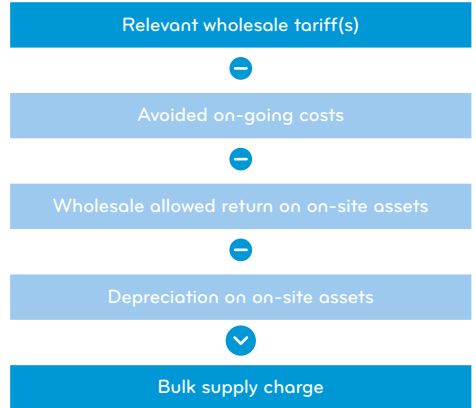 Relevant wholesale tariff(s)
Avoided on-going costs
Wholesale allowed return on on-site assets
Depreciation on on-site assets
Bulk supply charge